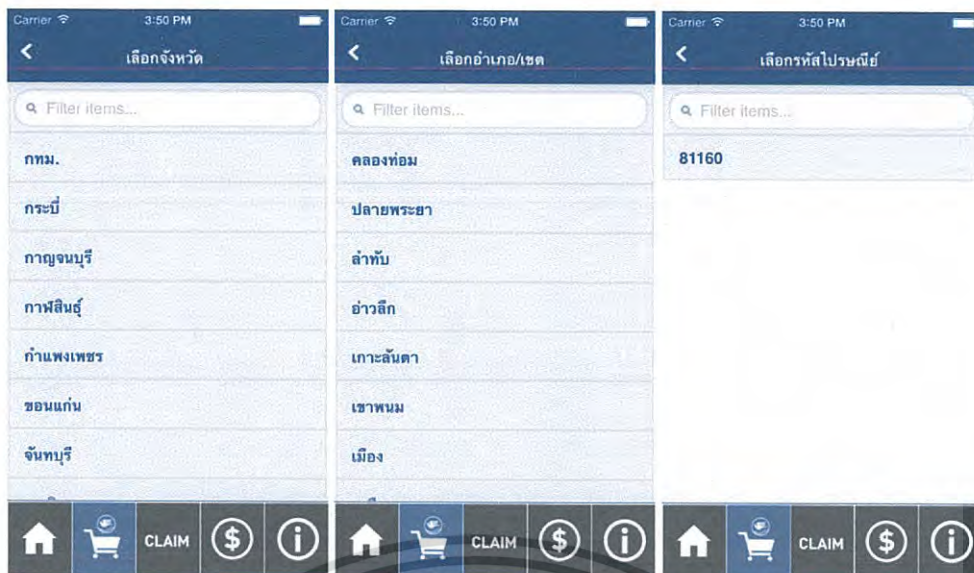 Carrier 3:50 PM
เลือกจังหวัด
Filter items...
กทม.
กระบี่
กาญจนบุรี
กาฬสินธุ์
กำแพงเพชร
ขอนแก่น
จันทบุรี
CLAIM
$
i
Carrier 3:50 PM
เลือกอำเภอ/เขต
Filter items...
คลองท่อม
ปลายพระยา
ลำทับ
อ่าวลึก
เกาะลันตา
เขาพนม
เมือง
CLAIM
$
i
Carrier 3:50 PM
เลือกรหัสไปรษณีย์
Filter items...
81160
CLAIM
$
i